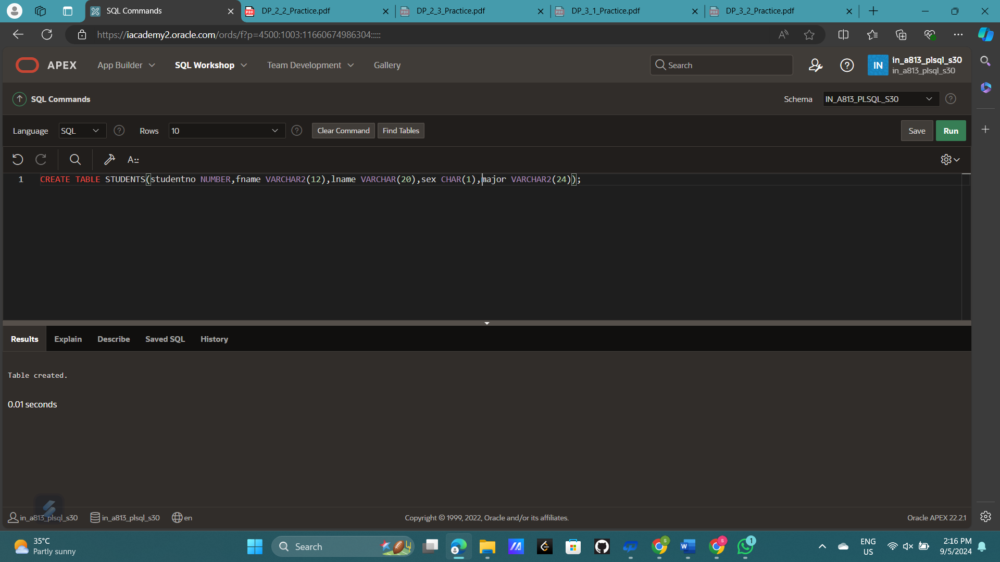 SQL Commands
DP_2_2_Practice.pdf
DP_2_3_Practice.pdf
DP_3_1_Practice.pdf
DP_3_2_Practice.pdf
https://iacademy2.oracle.com/ords/f?p=4500:1003:11660674986304:::::
APEX
App Builder
SQL Workshop
Team Development
Gallery
Search
IN
in_a813_plsql_s30
in_a813_plsql_s30
SQL Commands
Schema
IN_A813_PLSQL_S30
Language
SQL
Rows
10
Clear Command
Find Tables
Save
Run
A::
1
CREATE TABLE STUDENTS(studentno NUMBER,fname VARCHAR2(12),lname VARCHAR(20),sex CHAR(1),major VARCHAR2(24));
Results
Explain
Describe
Saved SQL
History
Table created.
0.01 seconds
in_a813_plsql_s30
in_a813_plsql_s30
en
Copyright © 1999, 2022, Oracle and/or its affiliates.
Oracle APEX 22.2.1
35°C
Partly sunny
Search
1
ENG
US
2:16 PM
9/5/2024